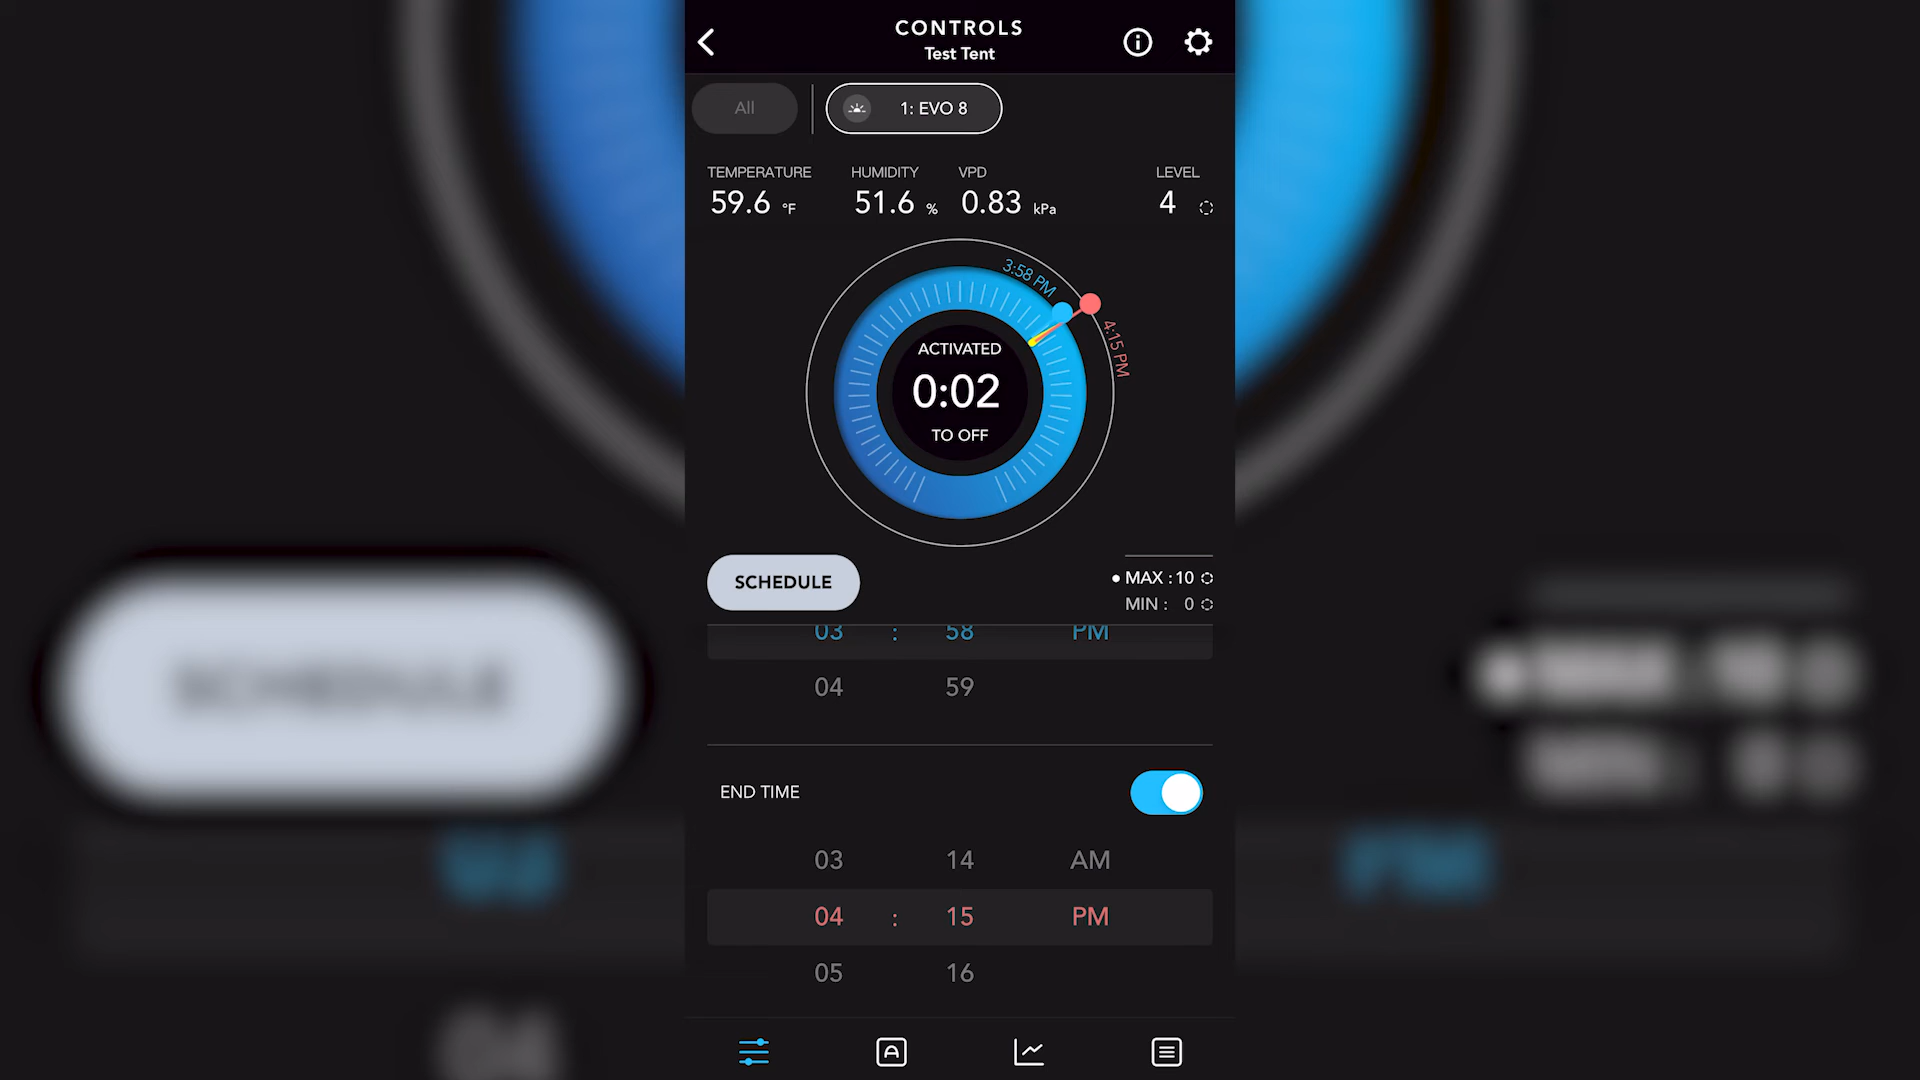 CONTROLS
Test Tent
All
1: EVO 8
TEMPERATURE HUMIDITY VPD LEVEL
59.6 °F 51.6 % 0.83 kPa 4
3:58 PM
4:15 PM
ACTIVATED
0:02
TO OFF
SCHEDULE
MAX : 10
MIN : 0
03 : 58 PM
04 59
END TIME
03 14 AM
04 : 15 PM
05 16